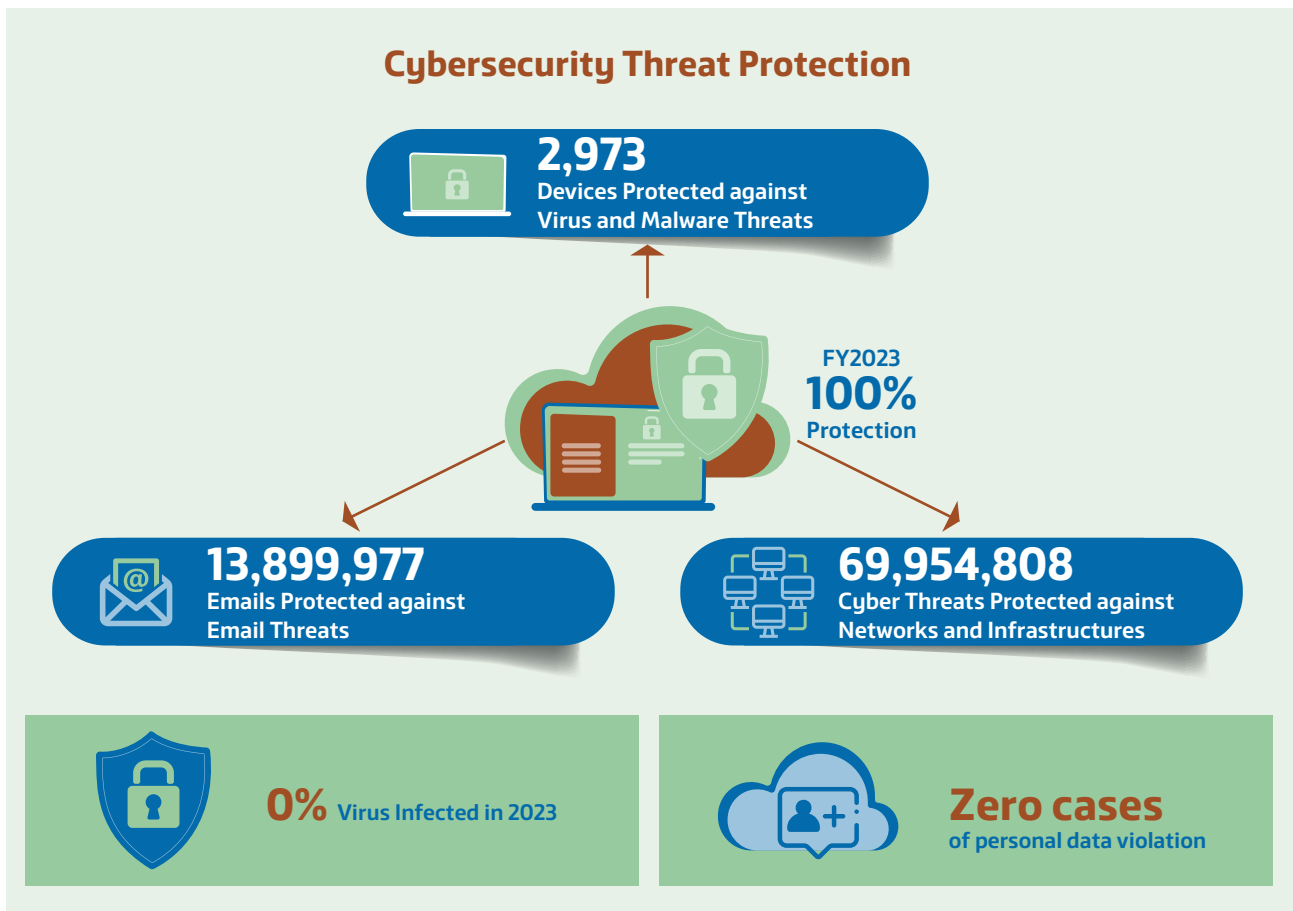 Cybersecurity Threat Protection
2,973
Devices Protected against
Virus and Malware Threats
FY2023
100%
Protection
@
13,899,977
Emails Protected against
Email Threats
69,954,808
Cyber Threats Protected against
Networks and Infrastructures
0% Virus Infected in 2023
Zero cases
of personal data violation